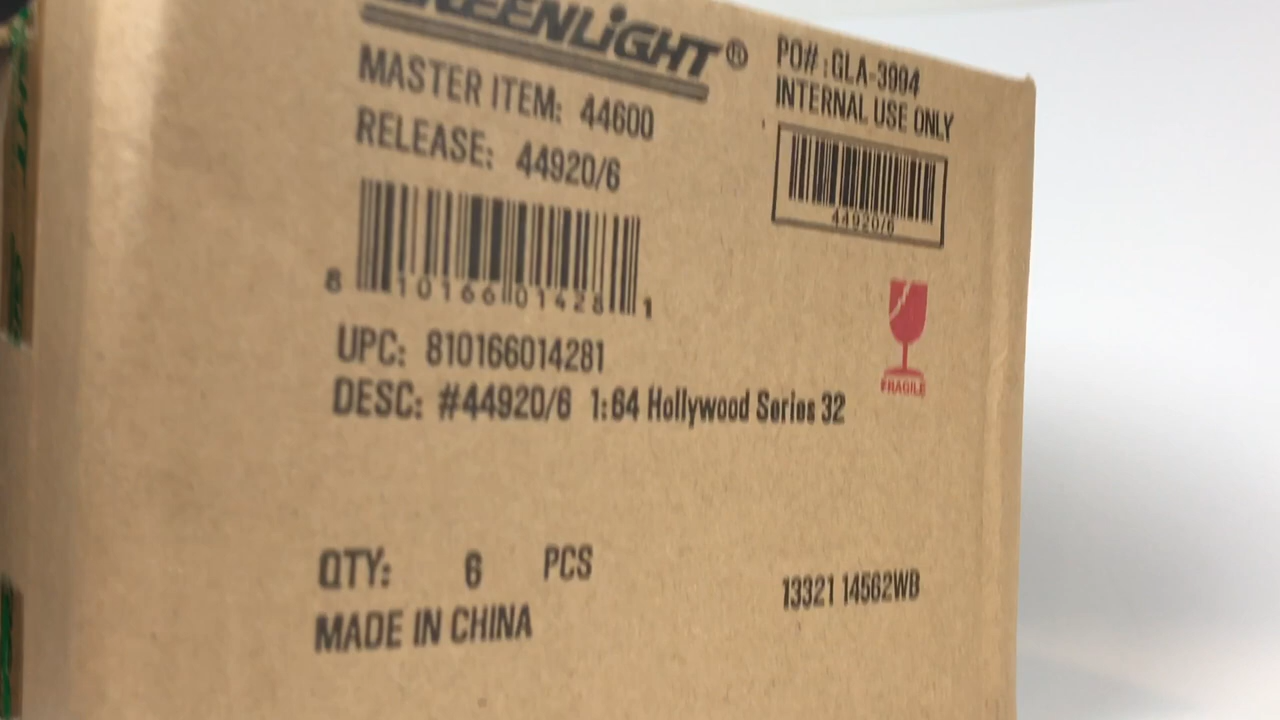 GREENLiGHT®
MASTER ITEM: 44600
RELEASE: 44920/6
8 10166 01428 1
UPC: 810166014281
DESC: #44920/6 1:64 Hollywood Series 32
QTY: 6 PCS
MADE IN CHINA
PO#:GLA-3994
INTERNAL USE ONLY
44920/6
FRAGILE
13321 14562WB